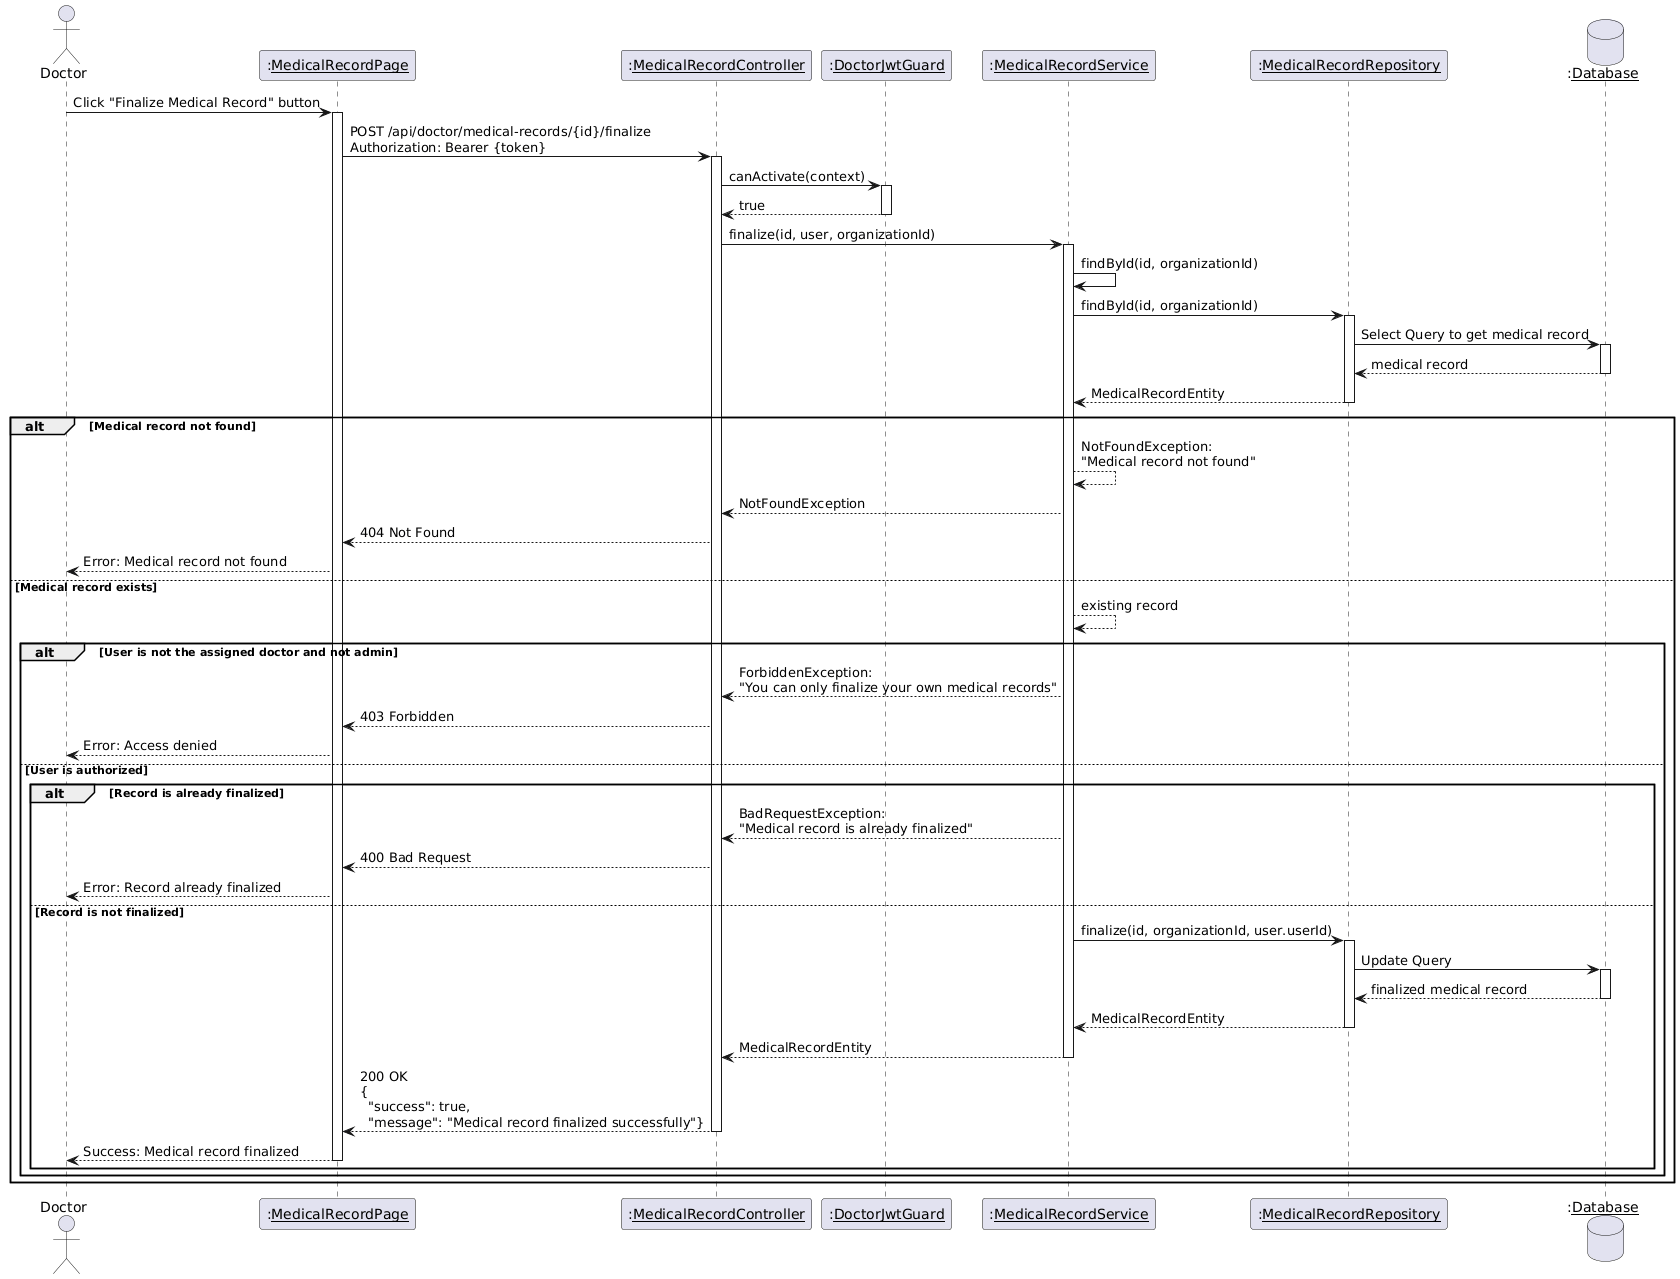 Doctor
:MedicalRecordPage
:MedicalRecordController
:DoctorJwtGuard
:MedicalRecordService
:MedicalRecordRepository
:Database
Click "Finalize Medical Record" button
POST /api/doctor/medical-records/{id}/finalize
Authorization: Bearer {token}
canActivate(context)
true
finalize(id, user, organizationId)
findById(id, organizationId)
findById(id, organizationId)
Select Query to get medical record
medical record
MedicalRecordEntity
alt [Medical record not found]
NotFoundException:
"Medical record not found"
NotFoundException
404 Not Found
Error: Medical record not found
[Medical record exists]
existing record
alt [User is not the assigned doctor and not admin]
ForbiddenException:
"You can only finalize your own medical records"
403 Forbidden
Error: Access denied
[User is authorized]
alt [Record is already finalized]
BadRequestException:
"Medical record is already finalized"
400 Bad Request
Error: Record already finalized
[Record is not finalized]
finalize(id, organizationId, user.userId)
Update Query
finalized medical record
MedicalRecordEntity
MedicalRecordEntity
200 OK
{
"success": true,
"message": "Medical record finalized successfully"}
Success: Medical record finalized
Doctor
:MedicalRecordPage
:MedicalRecordController
:DoctorJwtGuard
:MedicalRecordService
:MedicalRecordRepository
:Database